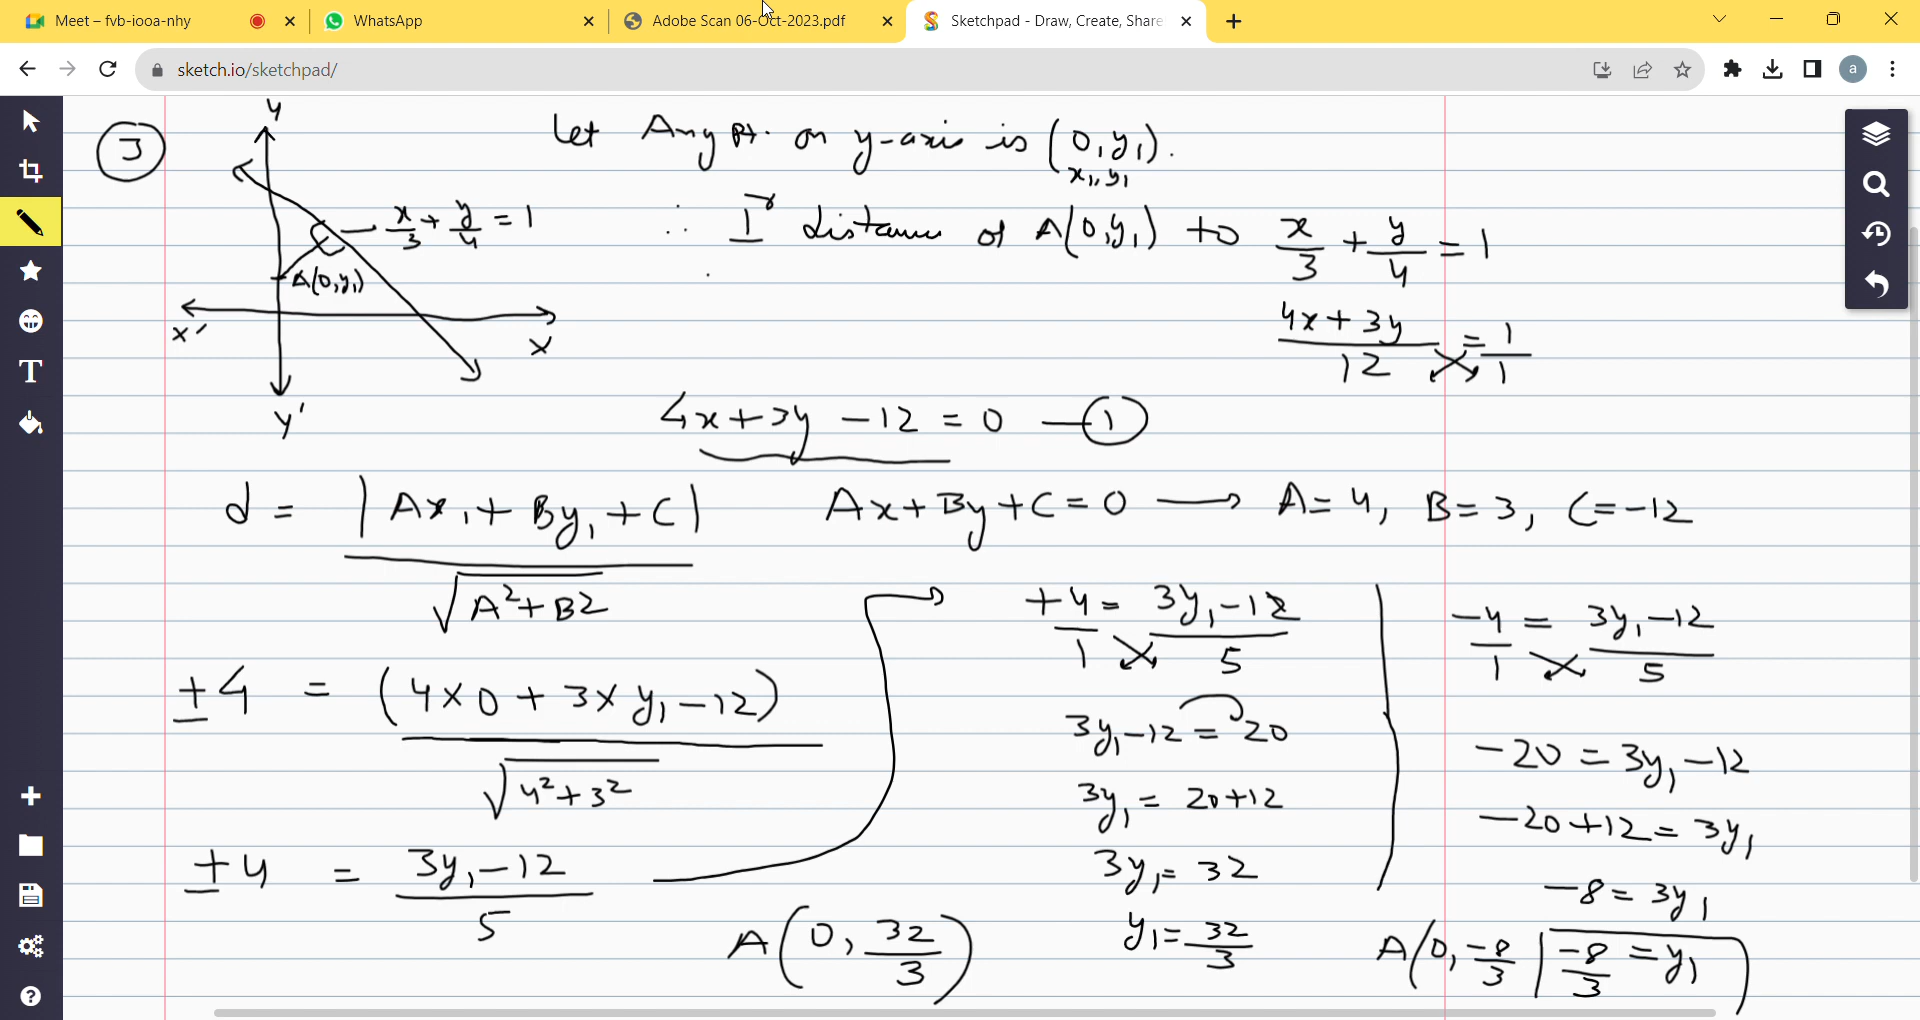 Meet – fvb-iooa-nhy
WhatsApp
Adobe Scan 06-Oct-2023.pdf
Sketchpad - Draw, Create, Share
sketch.io/sketchpad/
a
3
y
Let Any pt. on y-axis is (0, y₁).
x₁, y₁
x/3 + y/4 = 1
∴ ⊥r distance of A(0, y₁) to x/3 + y/4 = 1
A(0, y₁)
x'
x
y'
(4x + 3y)/12 = 1/1
4x + 3y - 12 = 0 — ①
d = |Ax₁ + By₁ + C| / √(A² + B2)
Ax + By + C = 0 → A = 4, B = 3, C = -12
±4 = (4 × 0 + 3 × y₁ - 12) / √(4² + 3²)
±4 = (3y₁ - 12)/5
+4/1 = (3y₁ - 12)/5
3y₁ - 12 = 20
3y₁ = 20 + 12
3y₁ = 32
y₁ = 32/3
A(0, 32/3)
-4/1 = (3y₁ - 12)/5
-20 = 3y₁ - 12
-20 + 12 = 3y₁
-8 = 3y₁
-8/3 = y₁
A(0, -8/3
T
?